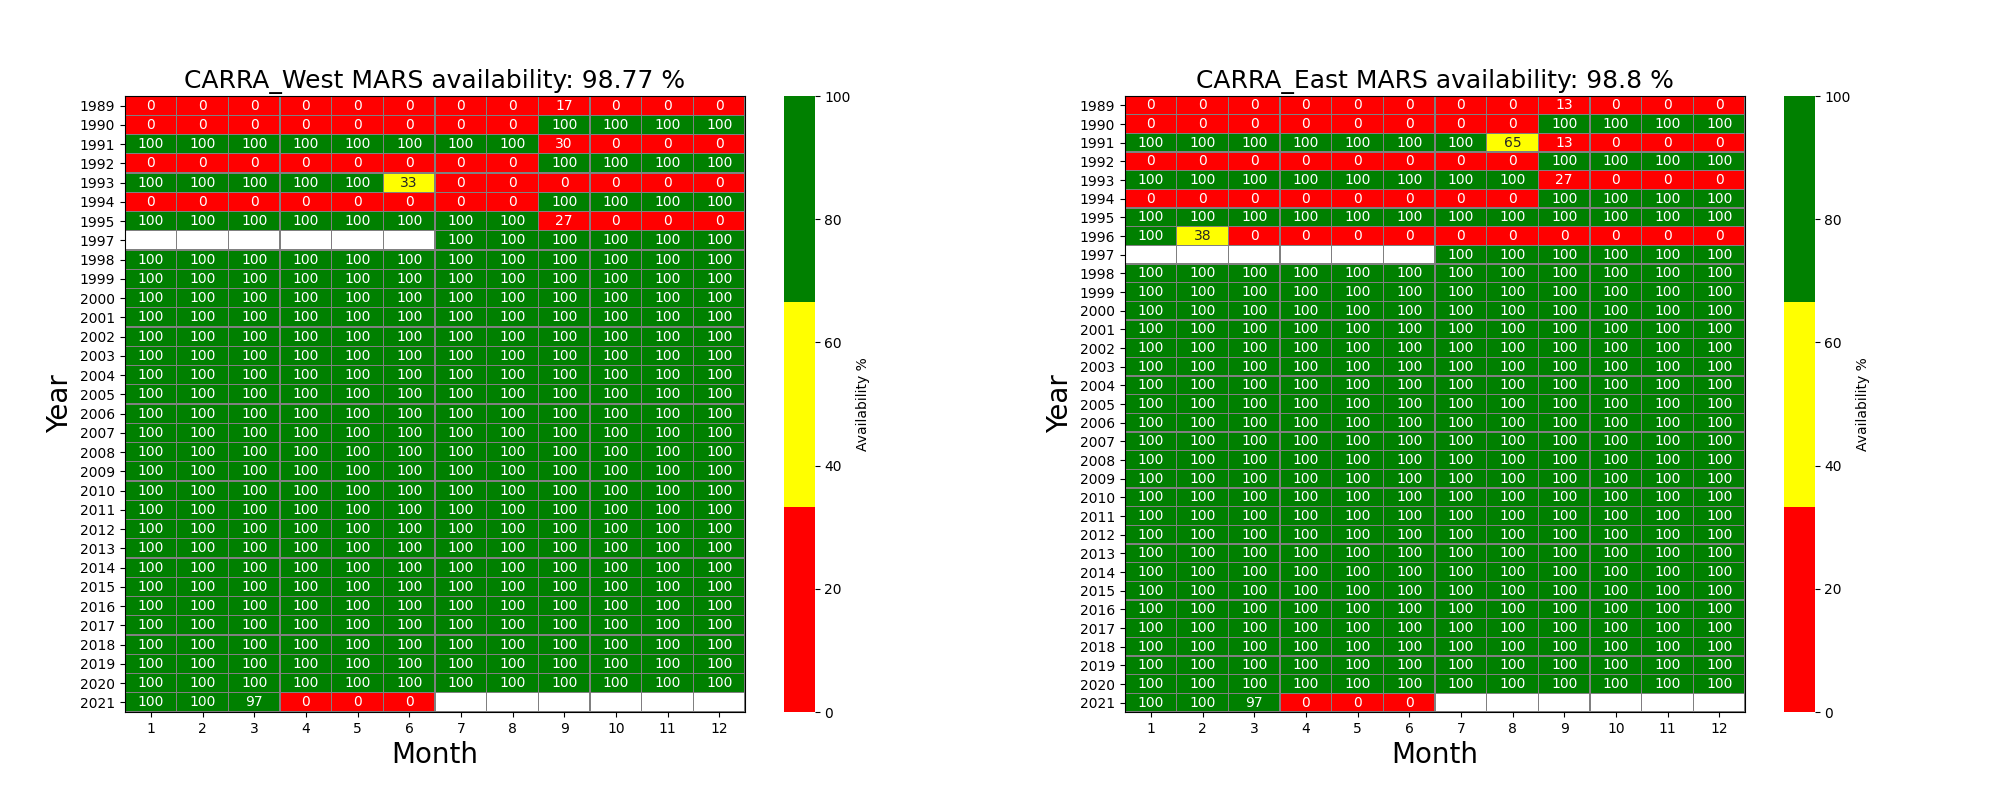 CARRA_West MARS availability: 98.77 %
1989 0 0 0 0 0 0 0 0 17 0 0 0
1990 0 0 0 0 0 0 0 0 100 100 100 100
1991 100 100 100 100 100 100 100 100 30 0 0 0
1992 0 0 0 0 0 0 0 0 100 100 100 100
1993 100 100 100 100 100 33 0 0 0 0 0 0
1994 0 0 0 0 0 0 0 0 100 100 100 100
1995 100 100 100 100 100 100 100 100 27 0 0 0
1997 100 100 100 100 100 100
1998 100 100 100 100 100 100 100 100 100 100 100 100
1999 100 100 100 100 100 100 100 100 100 100 100 100
2000 100 100 100 100 100 100 100 100 100 100 100 100
2001 100 100 100 100 100 100 100 100 100 100 100 100
2002 100 100 100 100 100 100 100 100 100 100 100 100
2003 100 100 100 100 100 100 100 100 100 100 100 100
2004 100 100 100 100 100 100 100 100 100 100 100 100
2005 100 100 100 100 100 100 100 100 100 100 100 100
2006 100 100 100 100 100 100 100 100 100 100 100 100
2007 100 100 100 100 100 100 100 100 100 100 100 100
2008 100 100 100 100 100 100 100 100 100 100 100 100
2009 100 100 100 100 100 100 100 100 100 100 100 100
2010 100 100 100 100 100 100 100 100 100 100 100 100
2011 100 100 100 100 100 100 100 100 100 100 100 100
2012 100 100 100 100 100 100 100 100 100 100 100 100
2013 100 100 100 100 100 100 100 100 100 100 100 100
2014 100 100 100 100 100 100 100 100 100 100 100 100
2015 100 100 100 100 100 100 100 100 100 100 100 100
2016 100 100 100 100 100 100 100 100 100 100 100 100
2017 100 100 100 100 100 100 100 100 100 100 100 100
2018 100 100 100 100 100 100 100 100 100 100 100 100
2019 100 100 100 100 100 100 100 100 100 100 100 100
2020 100 100 100 100 100 100 100 100 100 100 100 100
2021 100 100 97 0 0 0
1 2 3 4 5 6 7 8 9 10 11 12
Month
Year
100
80
60
40
20
0
Availability %
CARRA_East MARS availability: 98.8 %
1989 0 0 0 0 0 0 0 0 13 0 0 0
1990 0 0 0 0 0 0 0 0 100 100 100 100
1991 100 100 100 100 100 100 100 65 13 0 0 0
1992 0 0 0 0 0 0 0 0 100 100 100 100
1993 100 100 100 100 100 100 100 100 27 0 0 0
1994 0 0 0 0 0 0 0 0 100 100 100 100
1995 100 100 100 100 100 100 100 100 100 100 100 100
1996 100 38 0 0 0 0 0 0 0 0 0 0
1997 100 100 100 100 100 100
1998 100 100 100 100 100 100 100 100 100 100 100 100
1999 100 100 100 100 100 100 100 100 100 100 100 100
2000 100 100 100 100 100 100 100 100 100 100 100 100
2001 100 100 100 100 100 100 100 100 100 100 100 100
2002 100 100 100 100 100 100 100 100 100 100 100 100
2003 100 100 100 100 100 100 100 100 100 100 100 100
2004 100 100 100 100 100 100 100 100 100 100 100 100
2005 100 100 100 100 100 100 100 100 100 100 100 100
2006 100 100 100 100 100 100 100 100 100 100 100 100
2007 100 100 100 100 100 100 100 100 100 100 100 100
2008 100 100 100 100 100 100 100 100 100 100 100 100
2009 100 100 100 100 100 100 100 100 100 100 100 100
2010 100 100 100 100 100 100 100 100 100 100 100 100
2011 100 100 100 100 100 100 100 100 100 100 100 100
2012 100 100 100 100 100 100 100 100 100 100 100 100
2013 100 100 100 100 100 100 100 100 100 100 100 100
2014 100 100 100 100 100 100 100 100 100 100 100 100
2015 100 100 100 100 100 100 100 100 100 100 100 100
2016 100 100 100 100 100 100 100 100 100 100 100 100
2017 100 100 100 100 100 100 100 100 100 100 100 100
2018 100 100 100 100 100 100 100 100 100 100 100 100
2019 100 100 100 100 100 100 100 100 100 100 100 100
2020 100 100 100 100 100 100 100 100 100 100 100 100
2021 100 100 97 0 0 0
1 2 3 4 5 6 7 8 9 10 11 12
Month
Year
100
80
60
40
20
0
Availability %